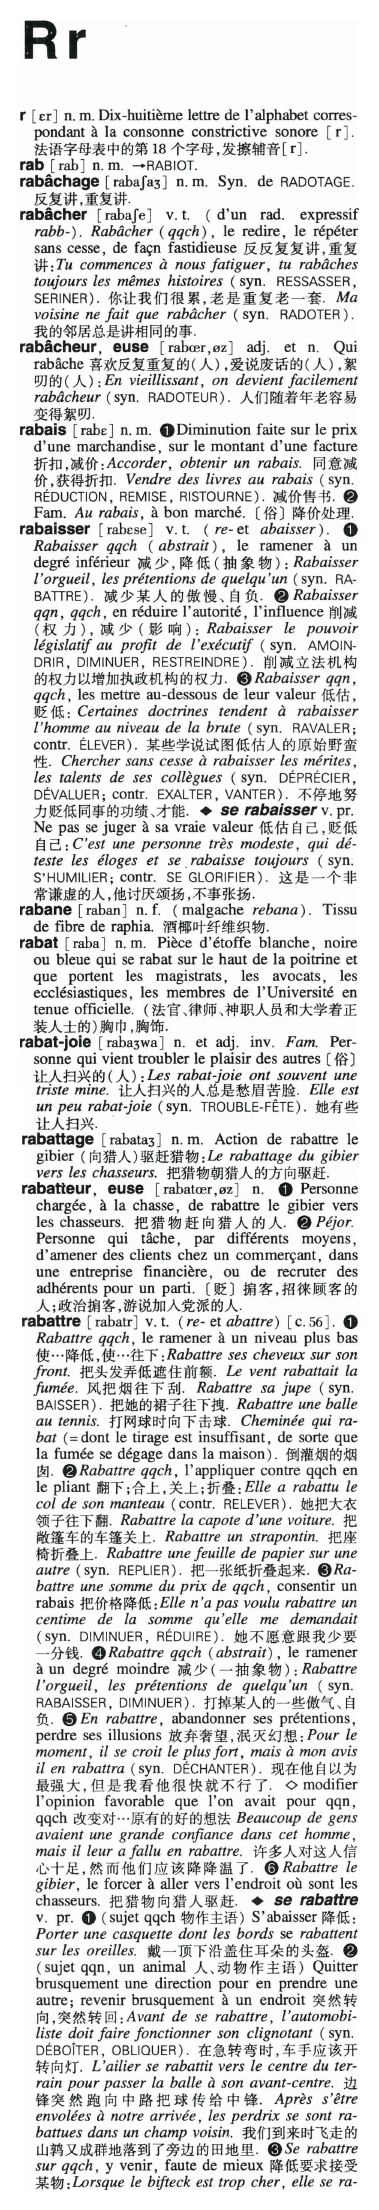 R r
r [ɛr] n. m. Dix-huitième lettre de l'alphabet corres-
pondant à la consonne constrictive sonore [r].
法语字母表中的第 18 个字母,发擦辅音[r].
rab [rab] n. m. →RABIOT.
rabâchage [rabaʃaʒ] n. m. Syn. de RADOTAGE.
反复讲,重复讲.
rabâcher [rabaʃe] v. t. (d'un rad. expressif
rabb-). Rabâcher (qqch), le redire, le répéter
sans cesse, de façn fastidieuse 反反复复讲,重复
讲:Tu commences à nous fatiguer, tu rabâches
toujours les mêmes histoires (syn. RESSASSER,
SERINER). 你让我们很累,老是重复老一套. Ma
voisine ne fait que rabâcher (syn. RADOTER).
我的邻居总是讲相同的事.
rabâcheur, euse [rabɑœr,øz] adj. et n. Qui
rabâche 喜欢反复重复的(人),爱说废话的(人),絮
叨的(人):En vieillissant, on devient facilement
rabâcheur (syn. RADOTEUR). 人们随着年老容易
变得絮叨.
rabais [rabɛ] n. m. ❶Diminution faite sur le prix
d'une marchandise, sur le montant d'une facture
折扣,减价:Accorder, obtenir un rabais. 同意减
价,获得折扣. Vendre des livres au rabais (syn.
RÉDUCTION, REMISE, RISTOURNE). 减价售书. ❷
Fam. Au rabais, à bon marché. 〔俗〕降价处理.
rabaisser [rabɛse] v. t. (re- et abaisser). ❶
Rabaisser qqch (abstrait), le ramener à un
degré inférieur 减少,降低(抽象物):Rabaisser
l'orgueil, les prétentions de quelqu'un (syn. RA-
BATTRE). 减少某人的傲慢、自负. ❷ Rabaisser
qqn, qqch, en réduire l'autorité, l'influence 削减
(权力),减少(影响):Rabaisser le pouvoir
législatif au profit de l'exécutif (syn. AMOIN-
DRIR, DIMINUER, RESTREINDRE). 削减立法机构
的权力以增加执政机构的权力. ❸Rabaisser qqn,
qqch, les mettre au-dessous de leur valeur 低估,
贬低:Certaines doctrines tendent à rabaisser
l'homme au niveau de la brute (syn. RAVALER;
contr. ÉLEVER). 某些学说试图低估人的原始野蛮
性. Chercher sans cesse à rabaisser les mérites,
les talents de ses collègues (syn. DÉPRÉCIER,
DÉVALUER; contr. EXALTER, VANTER). 不停地努
力贬低同事的功绩、才能. ◆ se rabaisser v. pr.
Ne pas se juger à sa vraie valeur 低估自己,贬低
自己:C'est une personne très modeste, qui dé-
teste les éloges et se rabaisse toujours (syn.
S'HUMILIER; contr. SE GLORIFIER). 这是一个非
常谦虚的人,他讨厌颂扬,不事张扬.
rabane [raban] n. f. (malgache rebana). Tissu
de fibre de raphia. 酒椰叶纤维织物.
rabat [raba] n. m. Pièce d'étoffe blanche, noire
ou bleue qui se rabat sur le haut de la poitrine et
que portent les magistrats, les avocats, les
ecclésiastiques, les membres de l'Université en
tenue officielle. (法官、律师、神职人员和大学着正
装人士的)胸巾,胸饰.
rabat-joie [rabaʒwa] n. et adj. inv. Fam. Per-
sonne qui vient troubler le plaisir des autres〔俗〕
让人扫兴的(人):Les rabat-joie ont souvent une
triste mine. 让人扫兴的人总是愁眉苦脸. Elle est
un peu rabat-joie (syn. TROUBLE-FÊTE). 她有些
让人扫兴.
rabattage [rabataʒ] n. m. Action de rabattre le
gibier (向猎人)驱赶猎物:Le rabattage du gibier
vers les chasseurs. 把猎物朝猎人的方向驱赶.
rabatteur, euse [rabatœr,øz] n. ❶ Personne
chargée, à la chasse, de rabattre le gibier vers
les chasseurs. 把猎物赶向猎人的人. ❷ Péjor.
Personne qui tâche, par différents moyens,
d'amener des clients chez un commerçant, dans
une entreprise financière, ou de recruter des
adhérents pour un parti.〔贬〕掮客,招徕顾客的
人;政治掮客,游说加入党派的人.
rabattre [rabatr] v. t. (re- et abattre) [c. 56]. ❶
Rabattre qqch, le ramener à un niveau plus bas
使…降低,使…往下:Rabattre ses cheveux sur son
front. 把头发弄低遮住前额. Le vent rabattait la
fumée. 风把烟往下刮. Rabattre sa jupe (syn.
BAISSER). 把她的裙子往下拽. Rabattre une balle
au tennis. 打网球时向下击球. Cheminée qui ra-
bat (=dont le tirage est insuffisant, de sorte que
la fumée se dégage dans la maison). 倒灌烟的烟
囱. ❷Rabattre qqch, l'appliquer contre qqch en
le pliant 翻下;合上,关上;折叠:Elle a rabattu le
col de son manteau (contr. RELEVER). 她把大衣
领子往下翻. Rabattre la capote d'une voiture. 把
敞篷车的车篷关上. Rabattre un strapontin. 把座
椅折叠上. Rabattre une feuille de papier sur une
autre (syn. REPLIER). 把一张纸折叠起来. ❸Ra-
battre une somme du prix de qqch, consentir un
rabais 把价格降低:Elle n'a pas voulu rabattre un
centime de la somme qu'elle me demandait
(syn. DIMINUER, RÉDUIRE). 她不愿意跟我少要
一分钱. ❹Rabattre qqch (abstrait), le ramener
à un degré moindre 减少(一抽象物):Rabattre
l'orgueil, les prétentions de quelqu'un (syn.
RABAISSER, DIMINUER). 打掉某人的一些傲气、自
负. ❺ En rabattre, abandonner ses prétentions,
perdre ses illusions 放弃奢望,泯灭幻想:Pour le
moment, il se croit le plus fort, mais à mon avis
il en rabattra (syn. DÉCHANTER). 现在他自以为
最强大,但是我看他很快就不行了. ◇ modifier
l'opinion favorable que l'on avait pour qqn,
qqch 改变对…原有的好的想法 Beaucoup de gens
avaient une grande confiance dans cet homme,
mais il leur a fallu en rabattre. 许多人对这人信
心十足,然而他们应该降降温了. ❻ Rabattre le
gibier, le forcer à aller vers l'endroit où sont les
chasseurs. 把猎物向猎人驱赶. ◆ se rabattre
v. pr. ❶ (sujet qqch 物作主语) S'abaisser 降低:
Porter une casquette dont les bords se rabattent
sur les oreilles. 戴一顶下沿盖住耳朵的头盔. ❷
(sujet qqn, un animal 人、动物作主语) Quitter
brusquement une direction pour en prendre une
autre; revenir brusquement à un endroit 突然转
向,突然转回:Avant de se rabattre, l'automobi-
liste doit faire fonctionner son clignotant (syn.
DÉBOÎTER, OBLIQUER). 在急转弯时,车手应该开
转向灯. L'ailier se rabattit vers le centre du ter-
rain pour passer la balle à son avant-centre. 边
锋突然跑向中路把球传给中锋. Après s'être
envolées à notre arrivée, les perdrix se sont ra-
battues dans un champ voisin. 我们到来时飞走的
山鹑又成群地落到了旁边的田地里. ❸Se rabattre
sur qqch, y venir, faute de mieux 降低要求接受
某物:Lorsque le bifteck est trop cher, elle se ra-